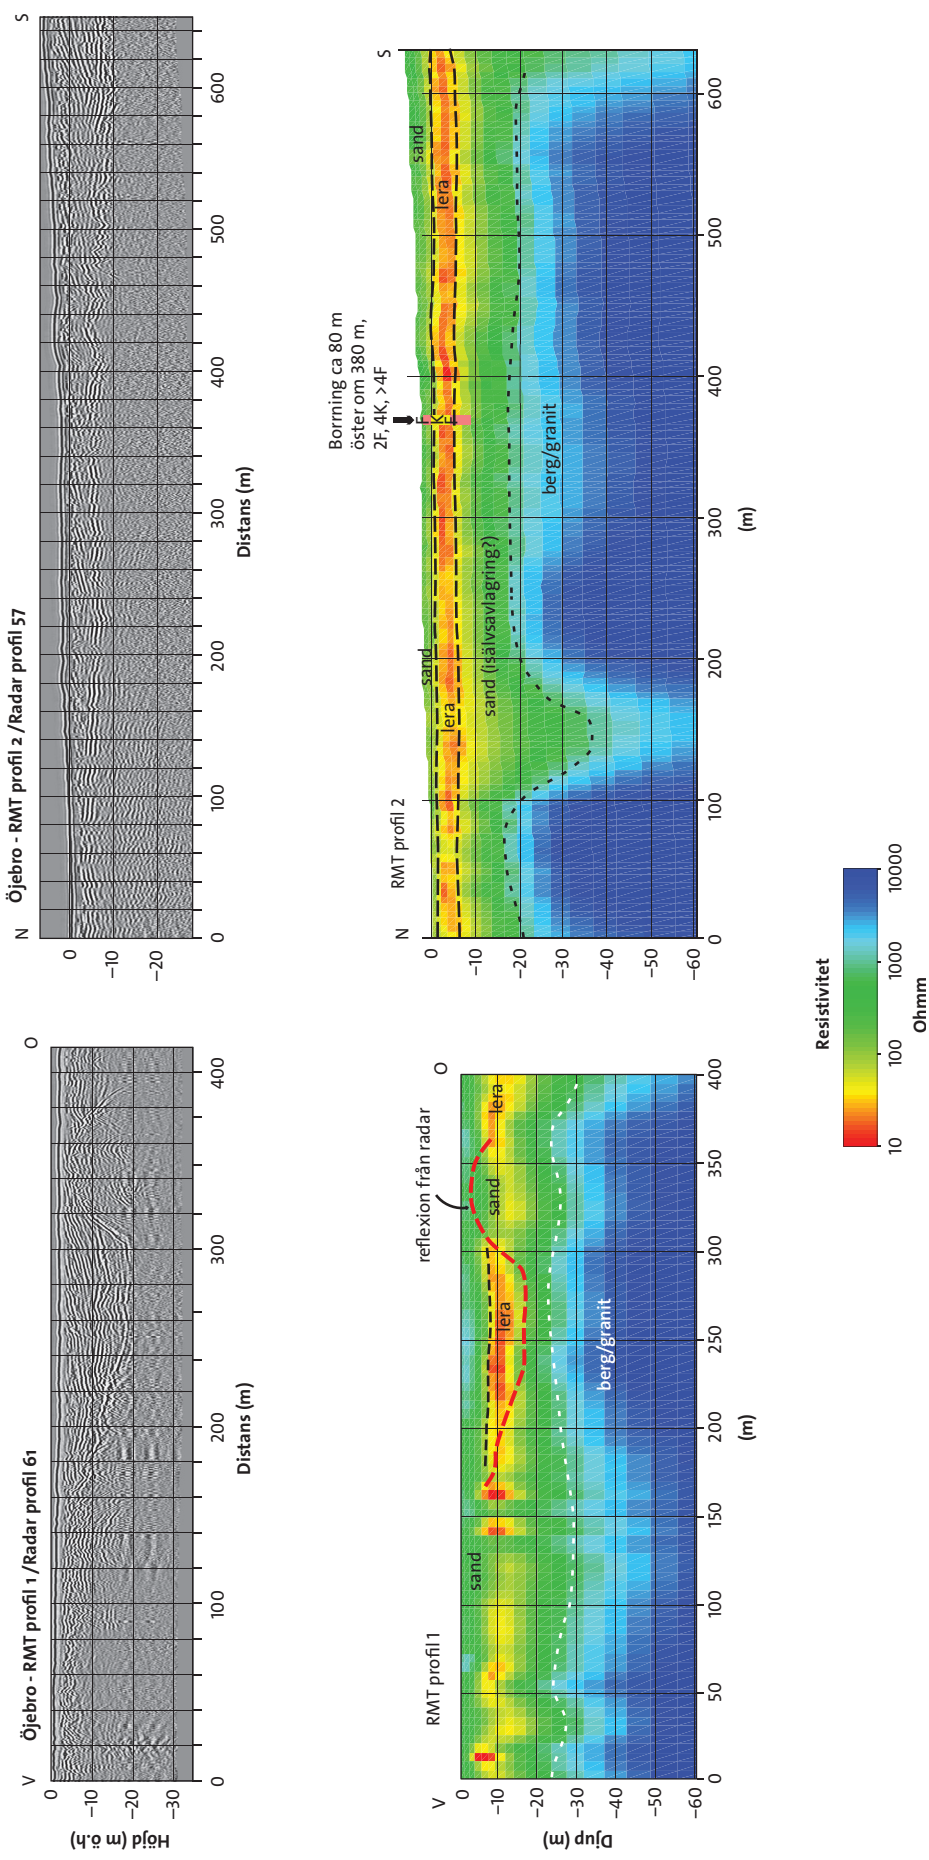 V
Öjebro - RMT profil 1 /Radar profil 61
O
0
–10
–20
–30
Höjd (m ö.h)
0
100
200
300
400
Distans (m)
N
Öjebro - RMT profil 2 /Radar profil 57
S
0
–10
–20
0
100
200
300
400
500
600
Distans (m)
V
RMT profil 1
reflexion från radar
O
0
–10
–20
–30
–40
–50
–60
Djup (m)
sand
lera
sand
lera
berg/granit
0
50
100
150
200
250
300
350
400
(m)
N
RMT profil 2
Borrning ca 80 m
öster om 380 m,
2F, 4K, >4F
S
0
–10
–20
–30
–40
–50
–60
sand
sand
lera
lera
F
K
F
sand (isälvsavlagring?)
berg/granit
0
100
200
300
400
500
600
(m)
Resistivitet
10
100
1000
10000
Ohmm